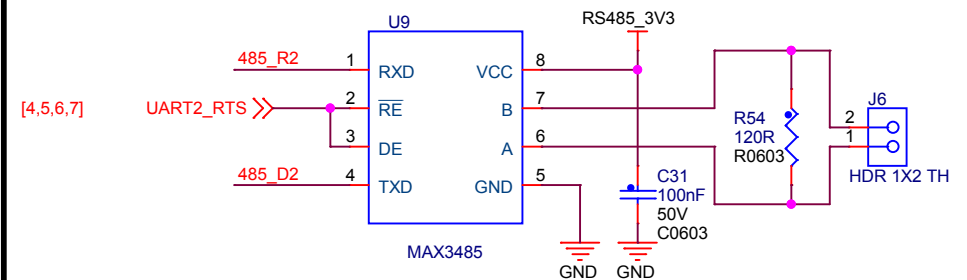 RS485_3V3
U9
485_R2 1 RXD VCC 8
[4,5,6,7] UART2_RTS 2 RE B 7
3 DE A 6
485_D2 4 TXD GND 5
MAX3485
C31
100nF
50V
C0603
GND GND
R54
120R
R0603
J6
2
1
HDR 1X2 TH